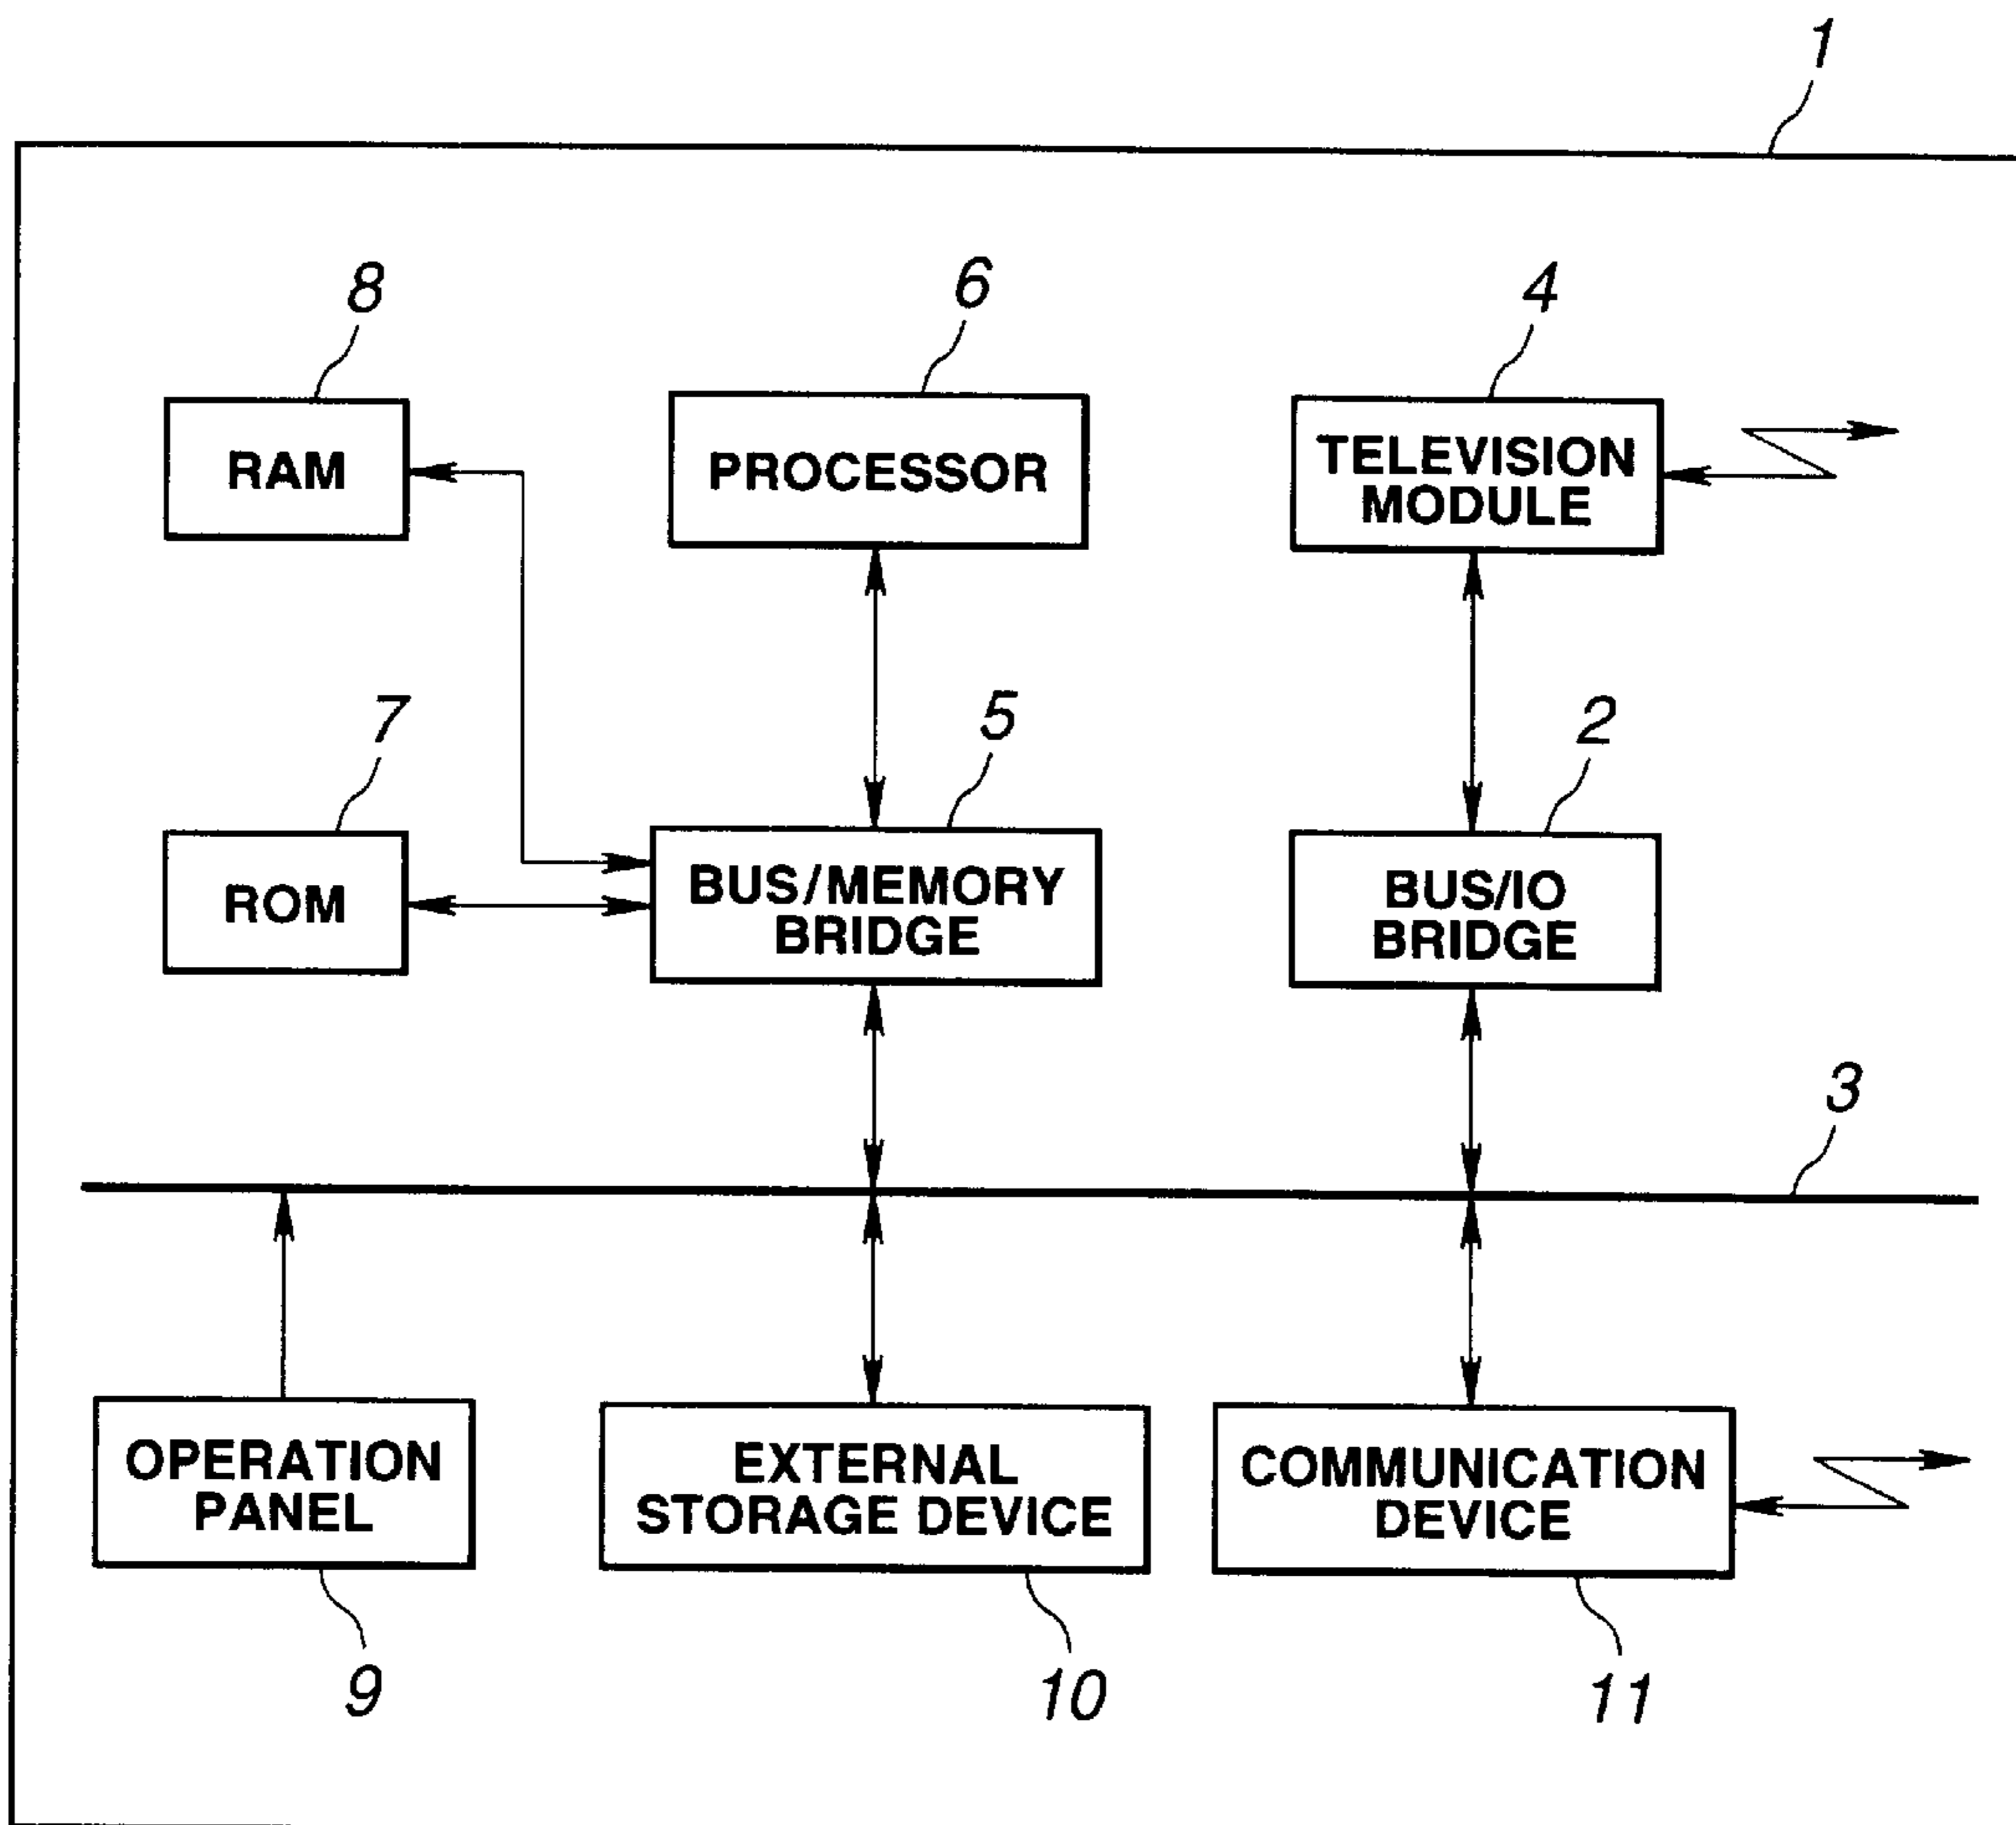 1
8
6
4
RAM
PROCESSOR
TELEVISION
MODULE
7
5
2
ROM
BUS/MEMORY
BRIDGE
BUS/IO
BRIDGE
3
OPERATION
PANEL
EXTERNAL
STORAGE DEVICE
COMMUNICATION
DEVICE
9
10
11